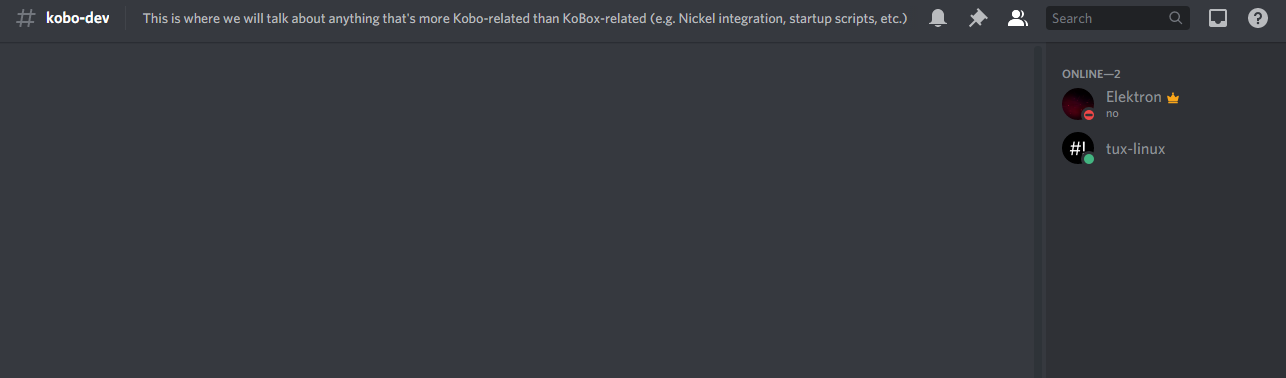 # kobo-dev This is where we will talk about anything that's more Kobo-related than KoBox-related (e.g. Nickel integration, startup scripts, etc.) Search ?
ONLINE—2
Elektron
no
#! tux-linux